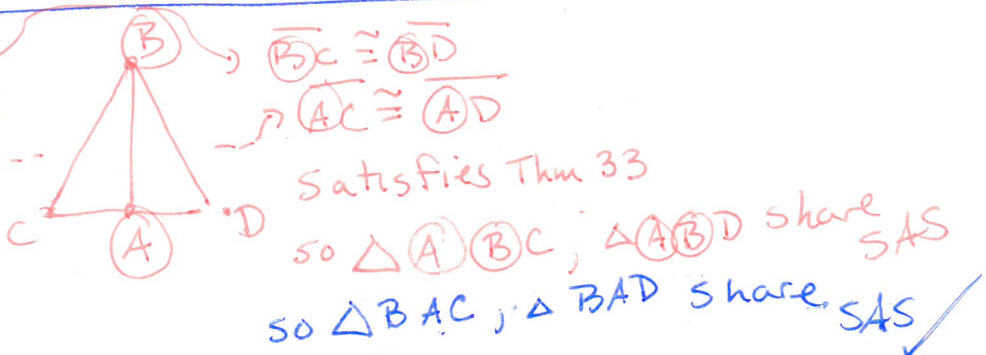 B
BC ≅ BD
AC ≅ AD
satisfies Thm 33
C A D
so △ABC, △ABD share SAS
so △BAC, △BAD share SAS ✓